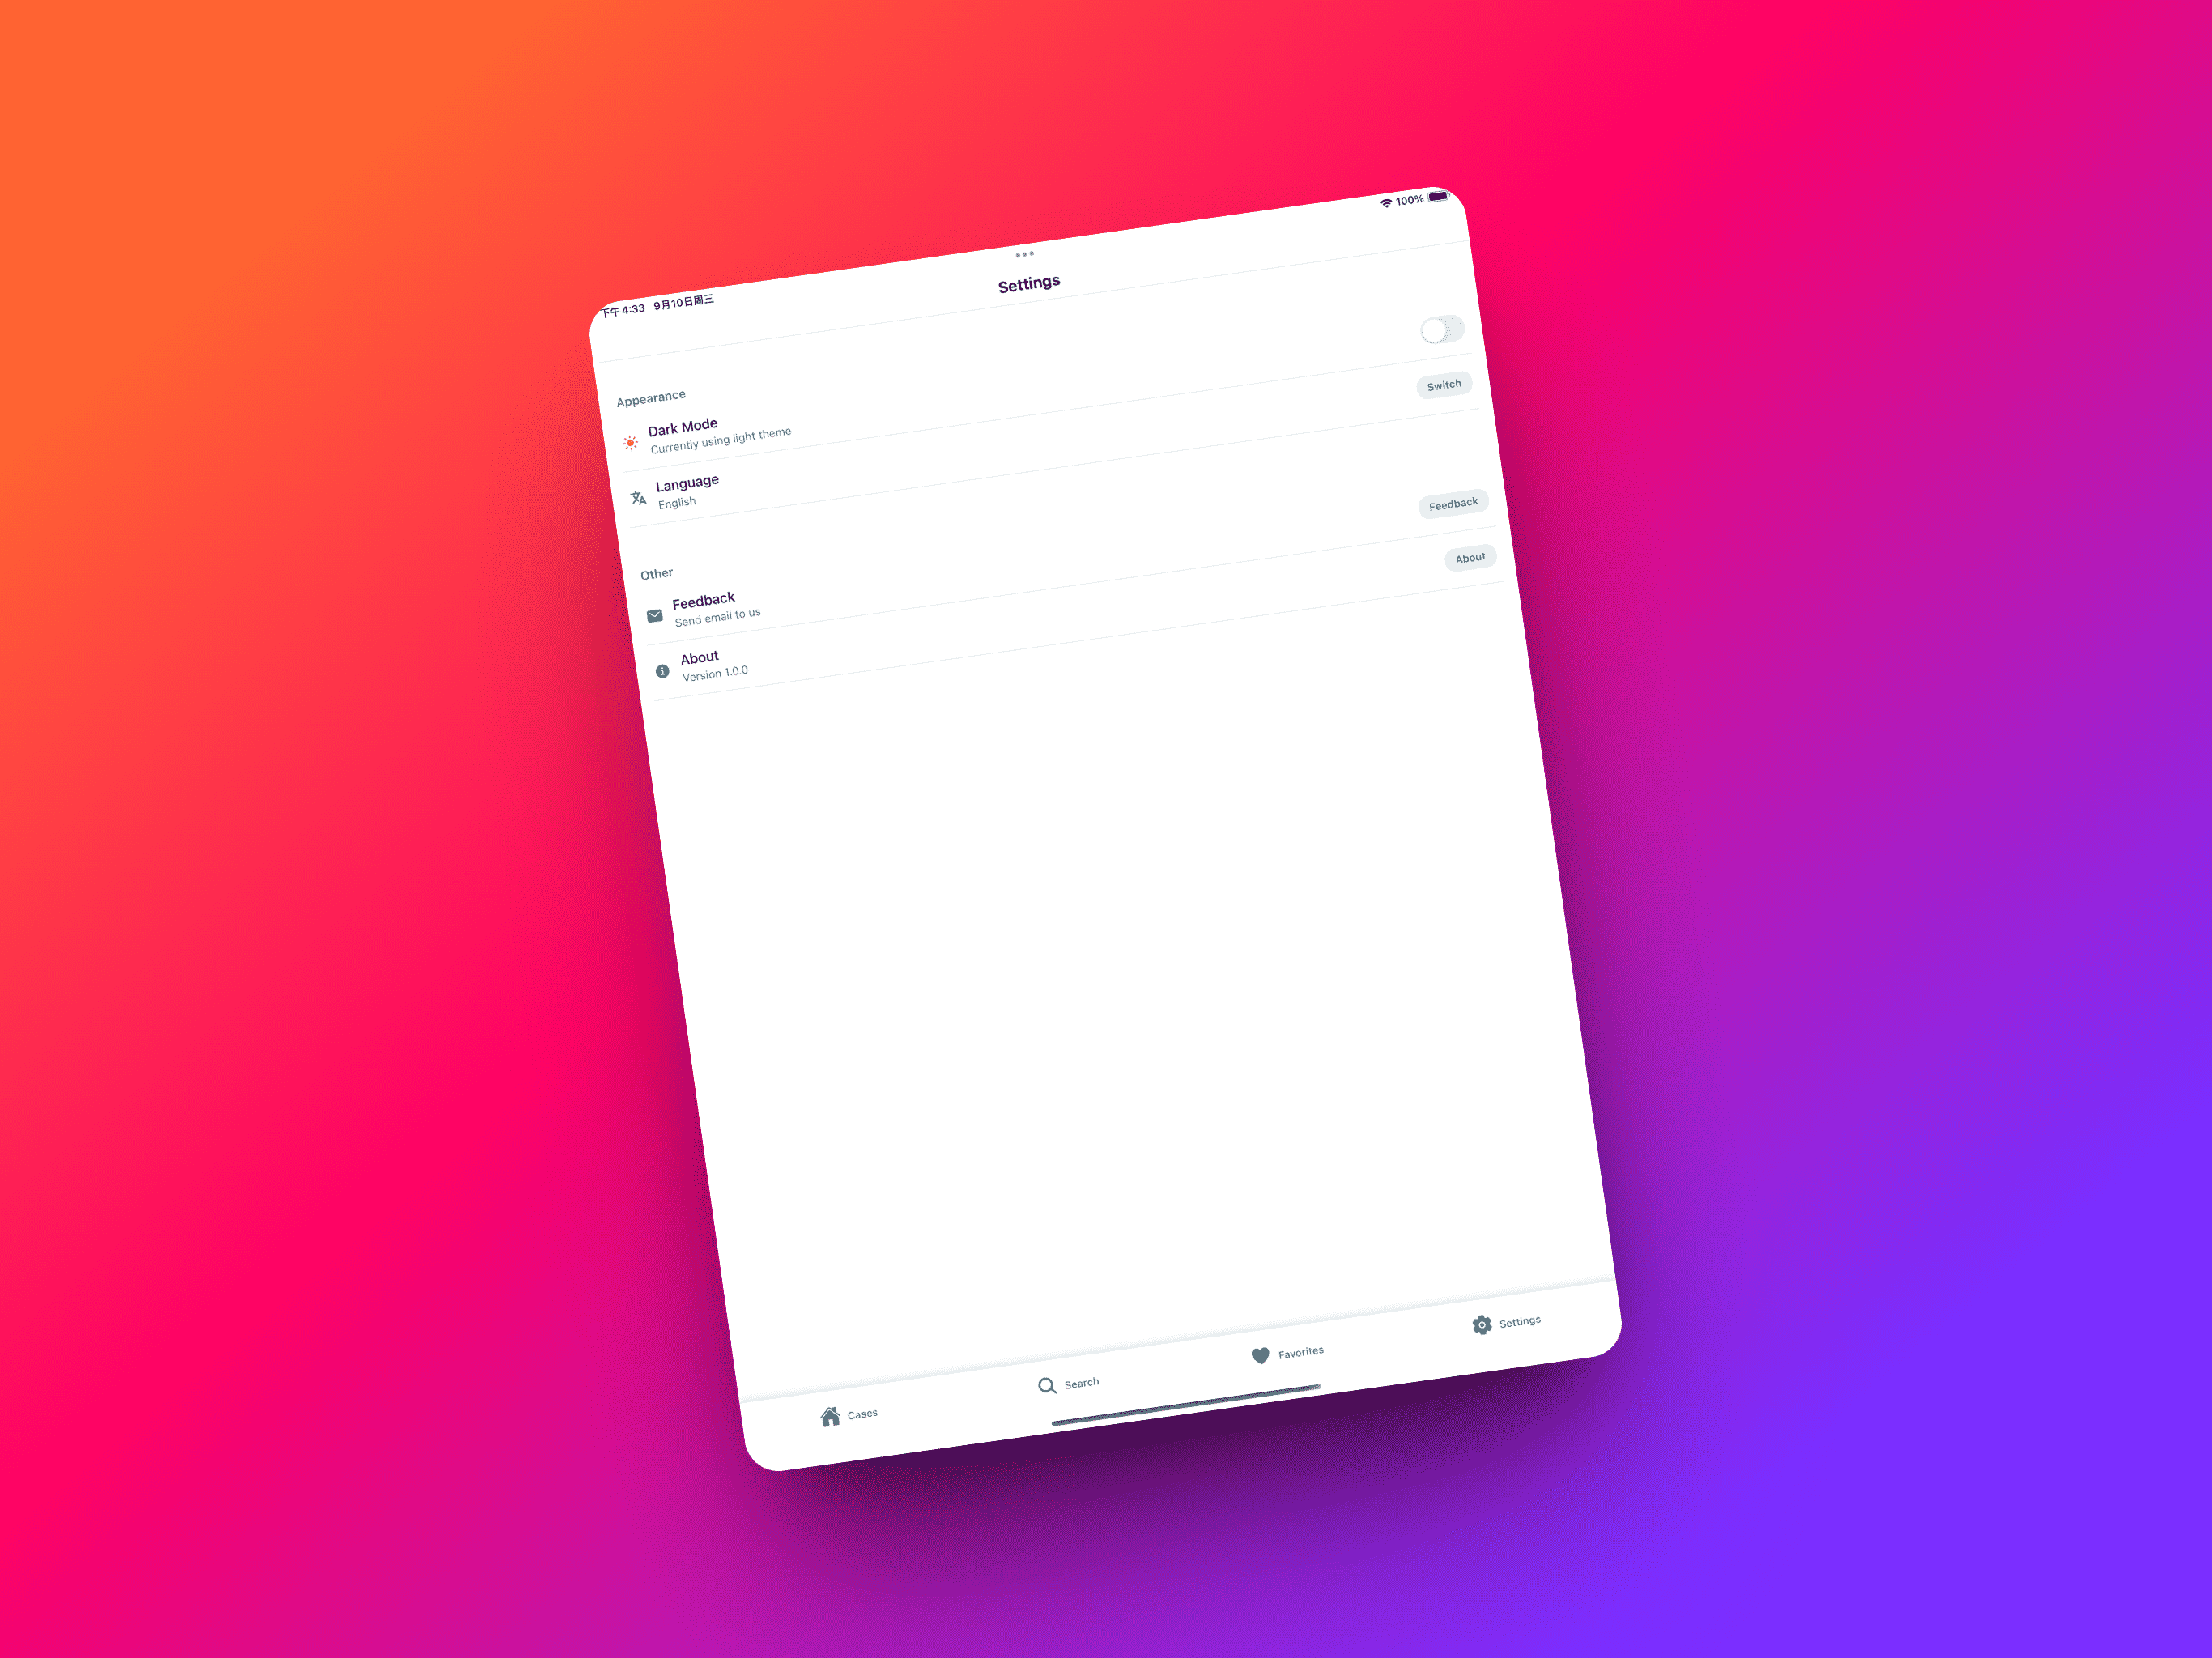 下午4:33 9月10日周三
100%
Settings
Appearance
Dark Mode
Currently using light theme
Language
English
Switch
Other
Feedback
Send email to us
Feedback
About
Version 1.0.0
About
Cases
Search
Favorites
Settings